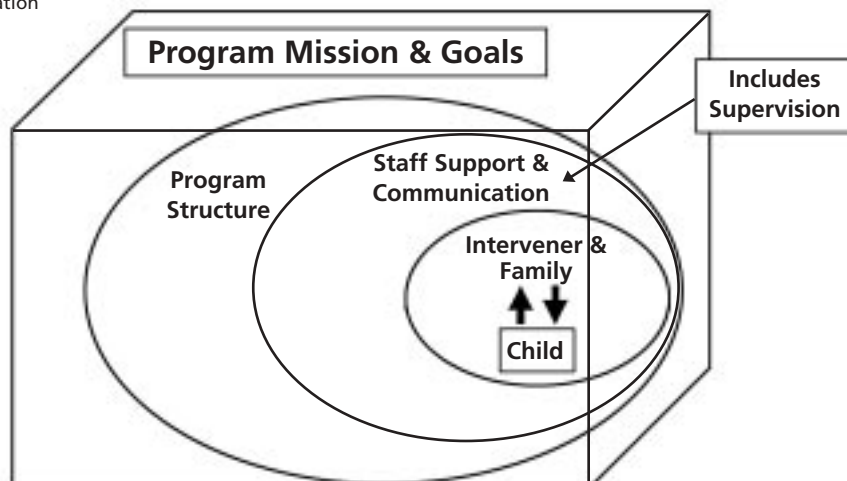 Program Mission & Goals
Includes
Supervision
Staff Support &
Communication
Program
Structure
Intervener &
Family
Child